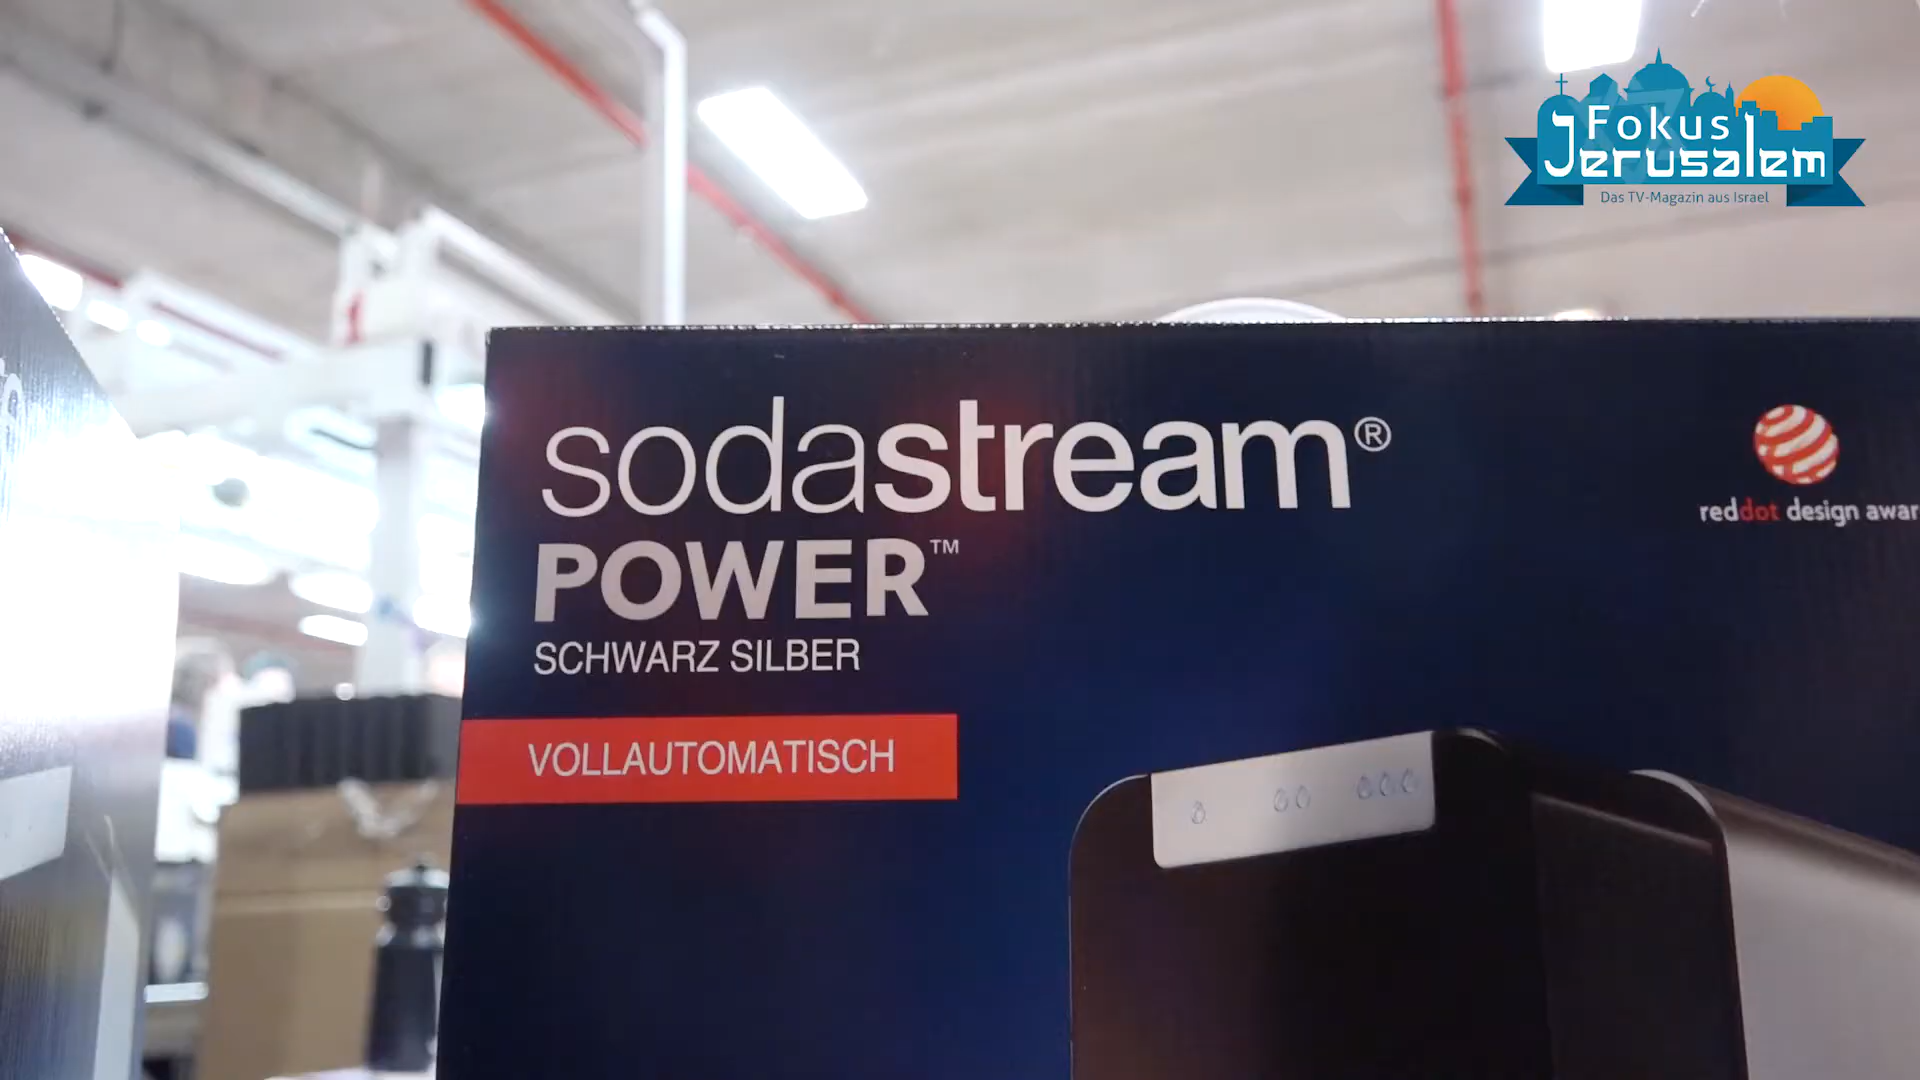 Fokus
Jerusalem
Das TV-Magazin aus Israel
sodastream®
POWER™
SCHWARZ SILBER
VOLLAUTOMATISCH
reddot design awar